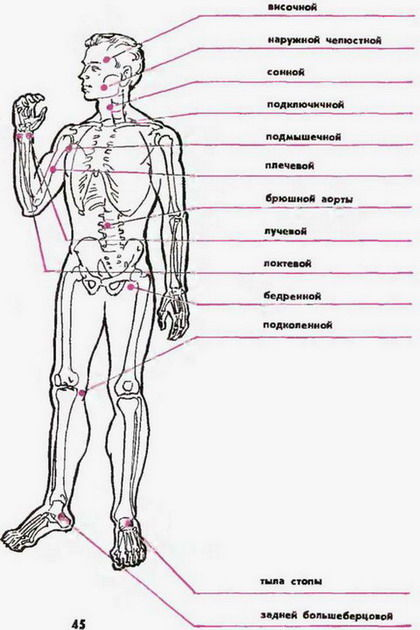 височной
наружной челюстной
сонной
подключичной
подмышечной
плечевой
брюшной аорты
лучевой
локтевой
бедренной
подколенной
тыла стопы
задней большеберцовой
45